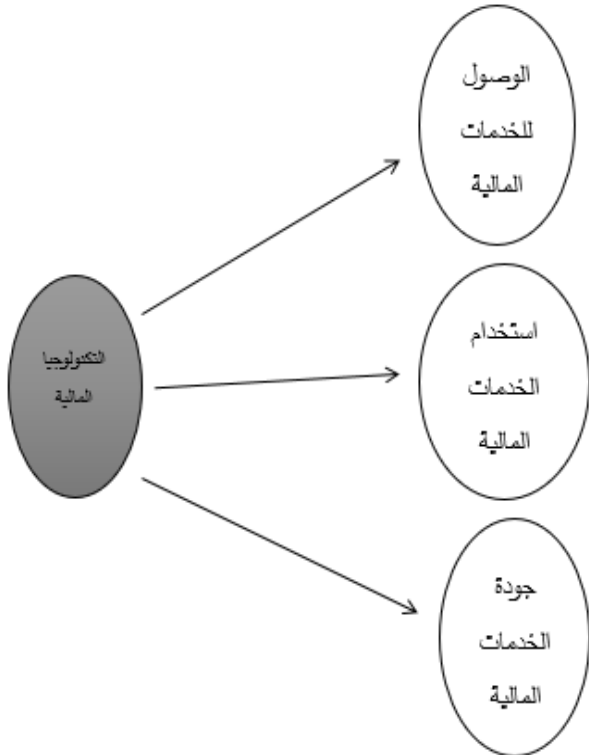 الوصول
للخدمات
المالية
التكنولوجيا
المالية
استخدام
الخدمات
المالية
جودة
الخدمات
المالية